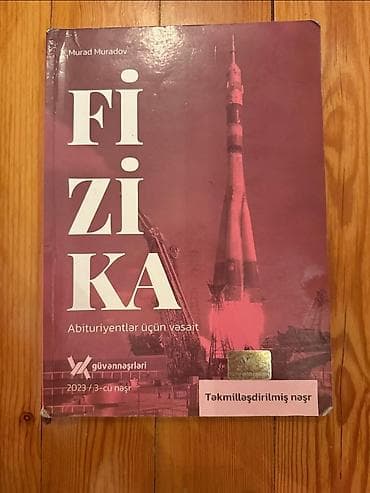 Murad Muradov
Fİ
Zİ
KA
Abituriyentlər üçün vəsait
güvənnəşrləri
2023 / 3-cü nəşr
Təkmilləşdirilmiş nəşr